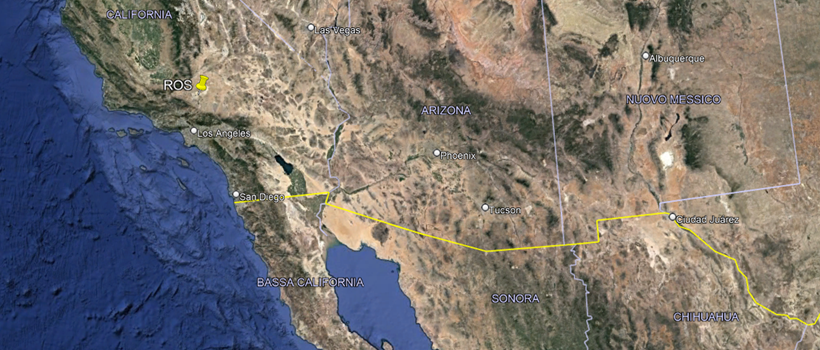 CALIFORNIA
Las Vegas
Albuquerque
ROS
NUOVO MESSICO
ARIZONA
Los Angeles
Phoenix
San Diego
Tucson
Ciudad Juárez
BASSA CALIFORNIA
SONORA
CHIHUAHUA